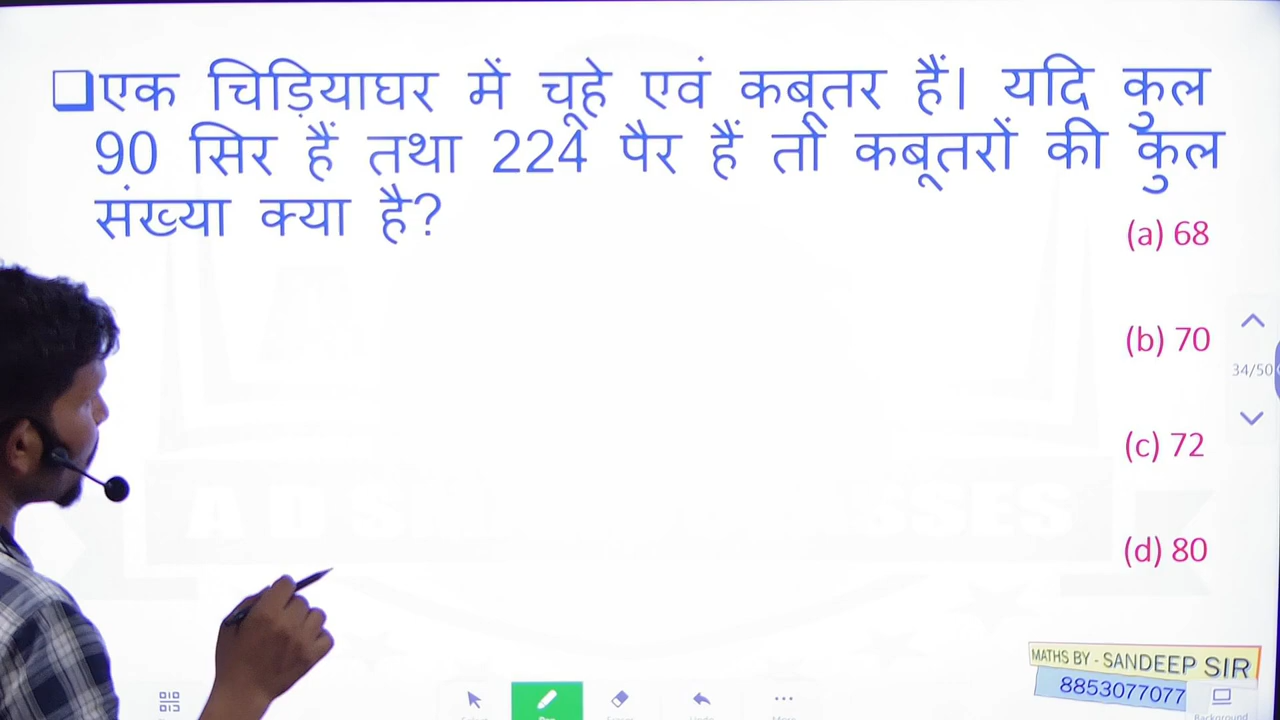 ❑एक चिड़ियाघर में चूहे एवं कबूतर हैं। यदि कुल
90 सिर हैं तथा 224 पैर हैं तो कबूतरों की कुल
संख्या क्या है?
(a) 68
(b) 70
34/50
(c) 72
(d) 80
MATHS BY - SANDEEP SIR
8853077077
Background